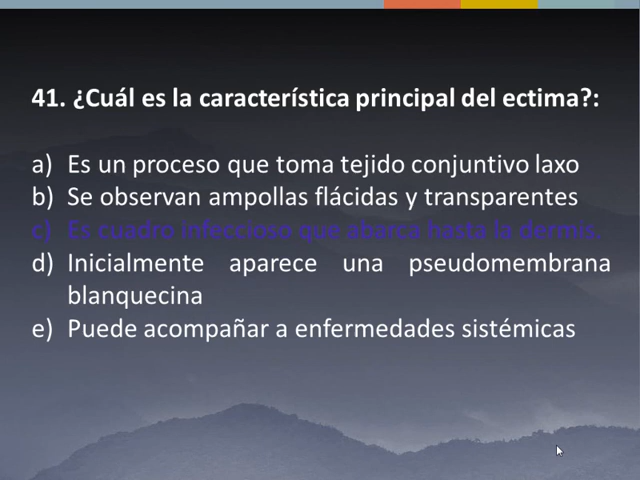 41. ¿Cuál es la característica principal del ectima?:
a) Es un proceso que toma tejido conjuntivo laxo
b) Se observan ampollas flácidas y transparentes
c) Es cuadro infeccioso que abarca hasta la dermis.
d) Inicialmente aparece una pseudomembrana
blanquecina
e) Puede acompañar a enfermedades sistémicas